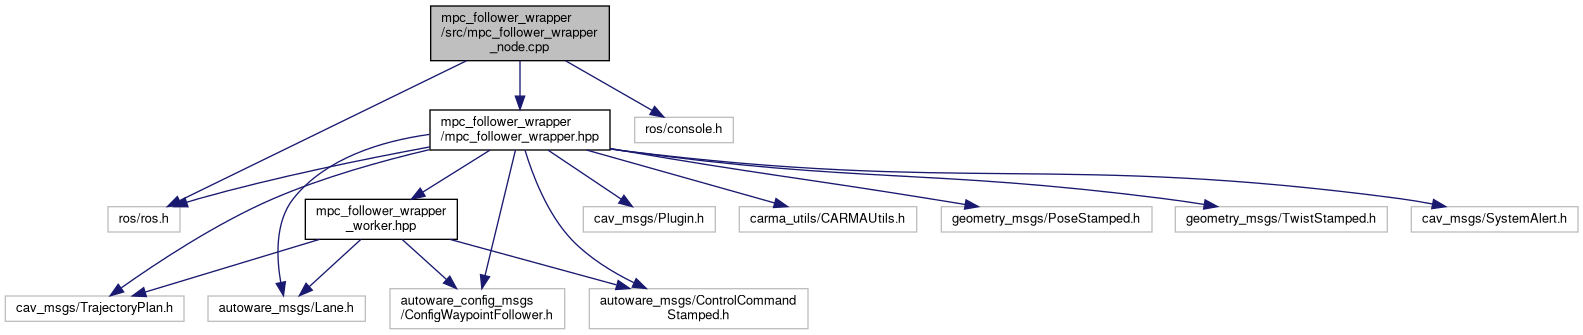 mpc_follower_wrapper
/src/mpc_follower_wrapper
_node.cpp
mpc_follower_wrapper
/mpc_follower_wrapper.hpp
ros/console.h
ros/ros.h
mpc_follower_wrapper
_worker.hpp
cav_msgs/Plugin.h
carma_utils/CARMAUtils.h
geometry_msgs/PoseStamped.h
geometry_msgs/TwistStamped.h
cav_msgs/SystemAlert.h
cav_msgs/TrajectoryPlan.h
autoware_msgs/Lane.h
autoware_config_msgs
/ConfigWaypointFollower.h
autoware_msgs/ControlCommand
Stamped.h